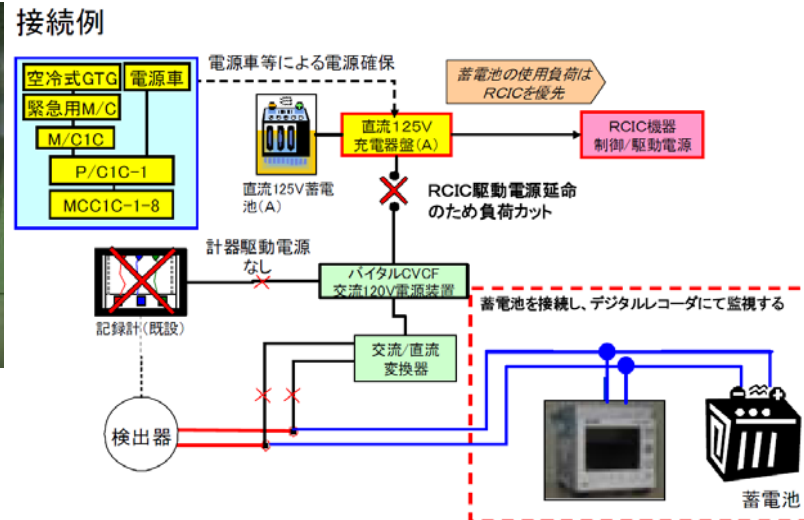 接続例
電源車等による電源確保
空冷式GTG
電源車
緊急用M/C
M/C1C
P/C1C-1
MCC1C-1-8
蓄電池の使用負荷は
RCICを優先
直流125V
充電器盤(A)
RCIC機器
制御/駆動電源
直流125V蓄電
池(A)
RCIC駆動電源延命
のため負荷カット
計器駆動電源
なし
バイタルCVCF
交流120V電源装置
記録計(既設)
蓄電池を接続し、デジタルレコーダにて監視する
交流/直流
変換器
検出器
蓄電池